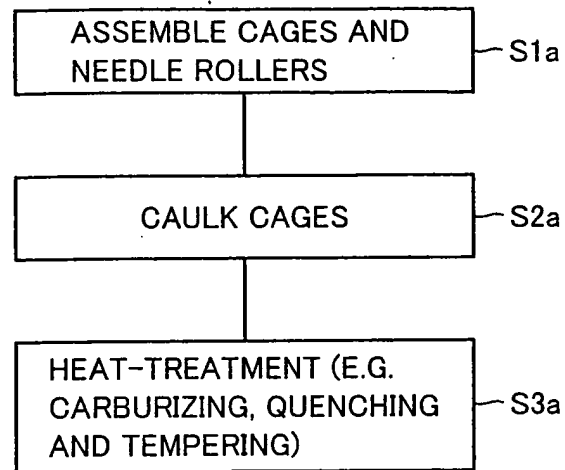 ASSEMBLE CAGES AND
NEEDLE ROLLERS
S1a
CAULK CAGES
S2a
HEAT-TREATMENT (E.G.
CARBURIZING, QUENCHING
AND TEMPERING)
S3a